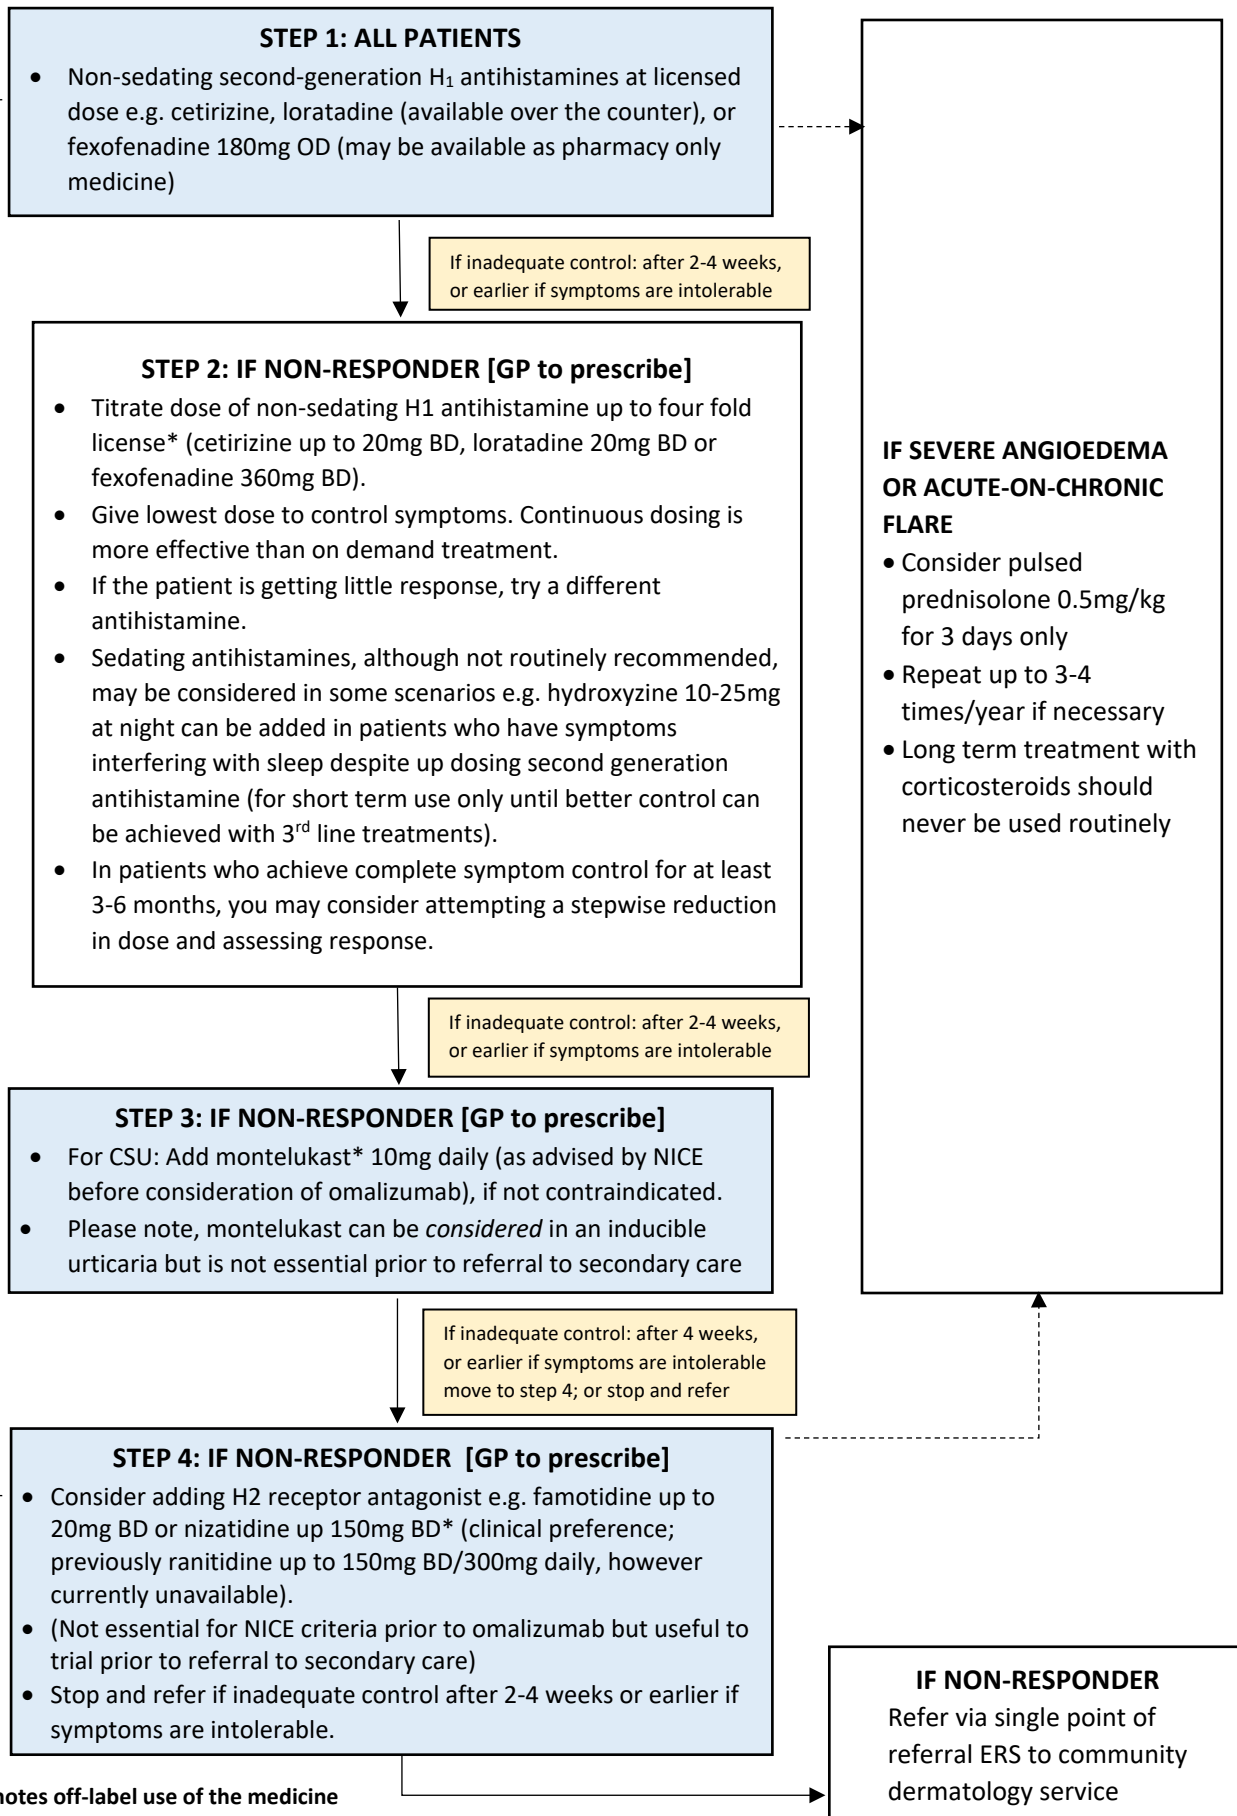 STEP 1: ALL PATIENTS
• Non-sedating second-generation H1 antihistamines at licensed
dose e.g. cetirizine, loratadine (available over the counter), or
fexofenadine 180mg OD (may be available as pharmacy only
medicine)
If inadequate control: after 2-4 weeks,
or earlier if symptoms are intolerable
STEP 2: IF NON-RESPONDER [GP to prescribe]
• Titrate dose of non-sedating H1 antihistamine up to four fold
license* (cetirizine up to 20mg BD, loratadine 20mg BD or
fexofenadine 360mg BD).
• Give lowest dose to control symptoms. Continuous dosing is
more effective than on demand treatment.
• If the patient is getting little response, try a different
antihistamine.
• Sedating antihistamines, although not routinely recommended,
may be considered in some scenarios e.g. hydroxyzine 10-25mg
at night can be added in patients who have symptoms
interfering with sleep despite up dosing second generation
antihistamine (for short term use only until better control can
be achieved with 3rd line treatments).
• In patients who achieve complete symptom control for at least
3-6 months, you may consider attempting a stepwise reduction
in dose and assessing response.
If inadequate control: after 2-4 weeks,
or earlier if symptoms are intolerable
STEP 3: IF NON-RESPONDER [GP to prescribe]
• For CSU: Add montelukast* 10mg daily (as advised by NICE
before consideration of omalizumab), if not contraindicated.
• Please note, montelukast can be considered in an inducible
urticaria but is not essential prior to referral to secondary care
If inadequate control: after 4 weeks,
or earlier if symptoms are intolerable
move to step 4; or stop and refer
STEP 4: IF NON-RESPONDER [GP to prescribe]
• Consider adding H2 receptor antagonist e.g. famotidine up to
20mg BD or nizatidine up 150mg BD* (clinical preference;
previously ranitidine up to 150mg BD/300mg daily, however
currently unavailable).
• (Not essential for NICE criteria prior to omalizumab but useful to
trial prior to referral to secondary care)
• Stop and refer if inadequate control after 2-4 weeks or earlier if
symptoms are intolerable.
notes off-label use of the medicine
IF SEVERE ANGIOEDEMA
OR ACUTE-ON-CHRONIC
FLARE
• Consider pulsed
prednisolone 0.5mg/kg
for 3 days only
• Repeat up to 3-4
times/year if necessary
• Long term treatment with
corticosteroids should
never be used routinely
IF NON-RESPONDER
Refer via single point of
referral ERS to community
dermatology service